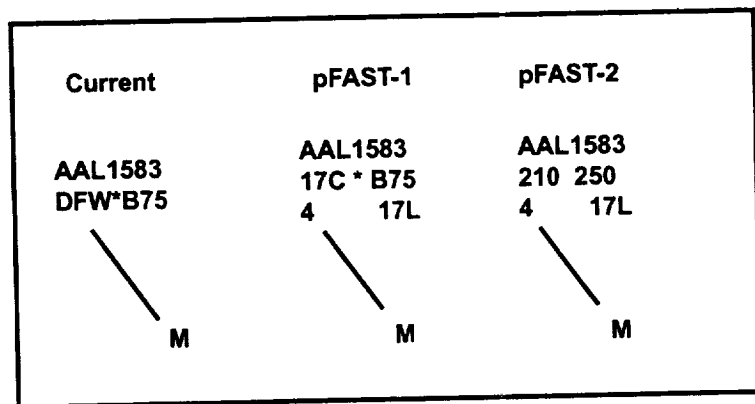 Current pFAST-1 pFAST-2
AAL1583 AAL1583 AAL1583
DFW*B75 17C * B75 210 250
4 17L 4 17L
M M M